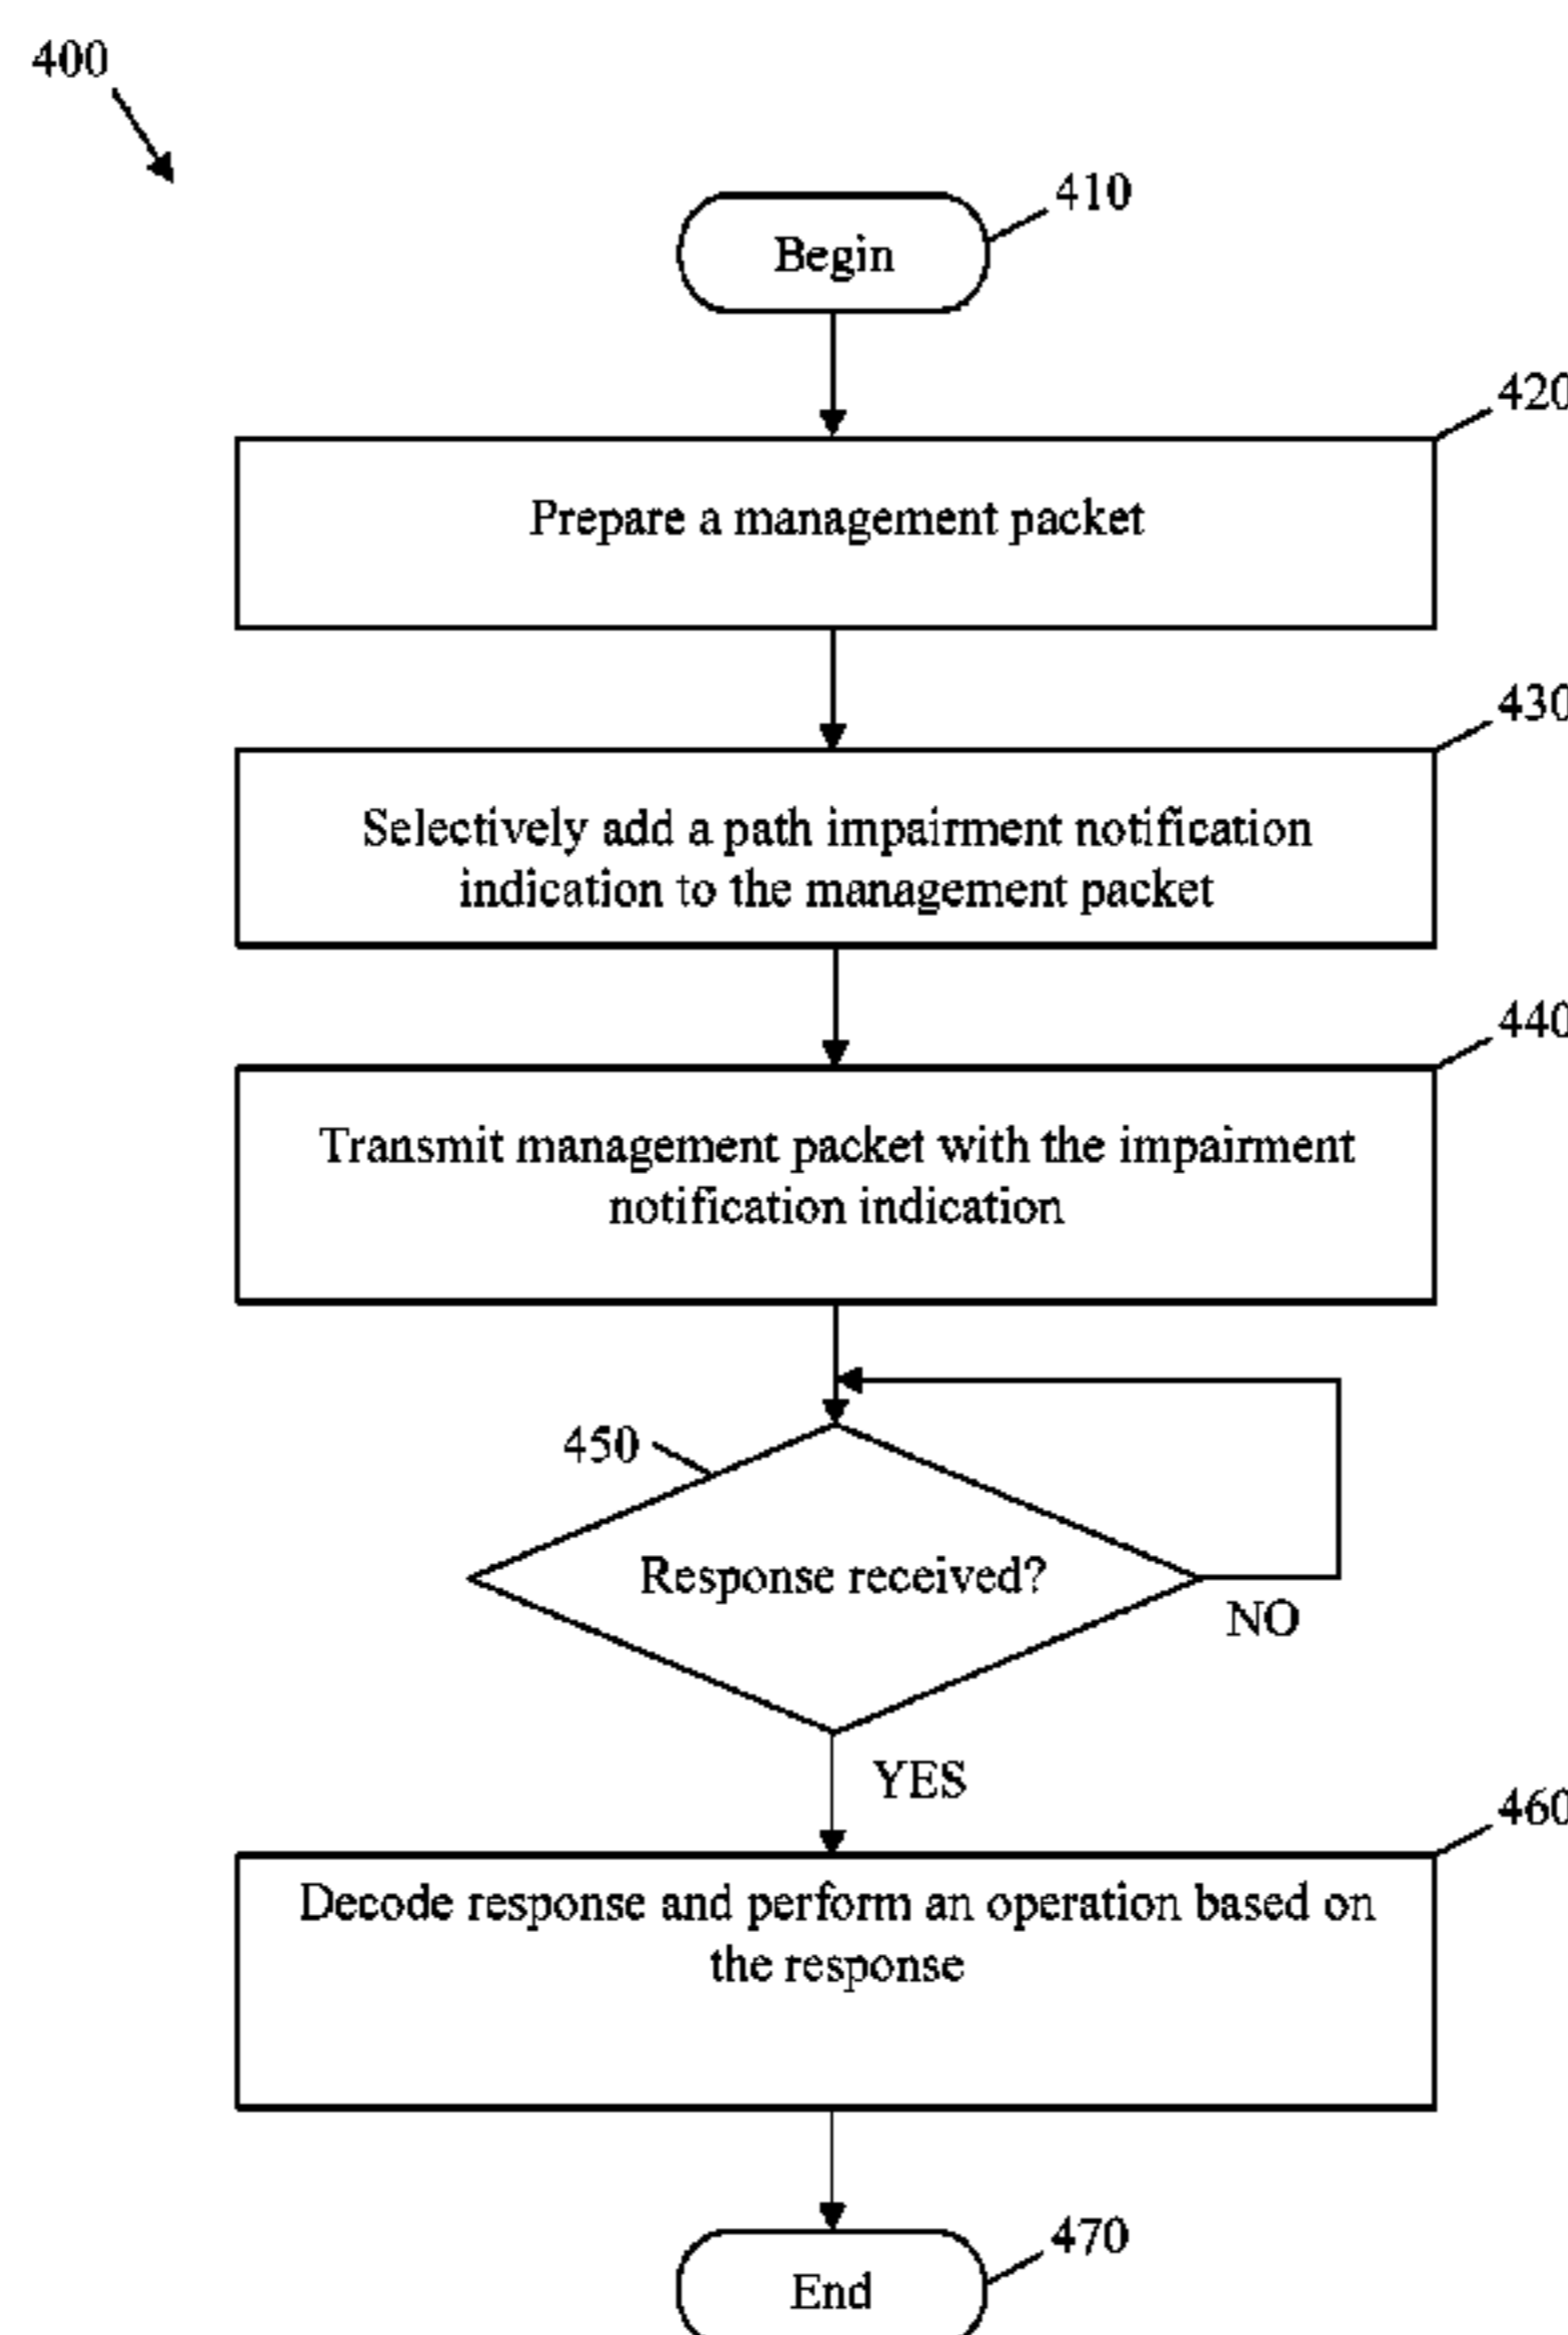 400
410
Begin
420
Prepare a management packet
430
Selectively add a path impairment notification
indication to the management packet
440
Transmit management packet with the impairment
notification indication
450
Response received?
NO
YES
460
Decode response and perform an operation based on
the response
470
End